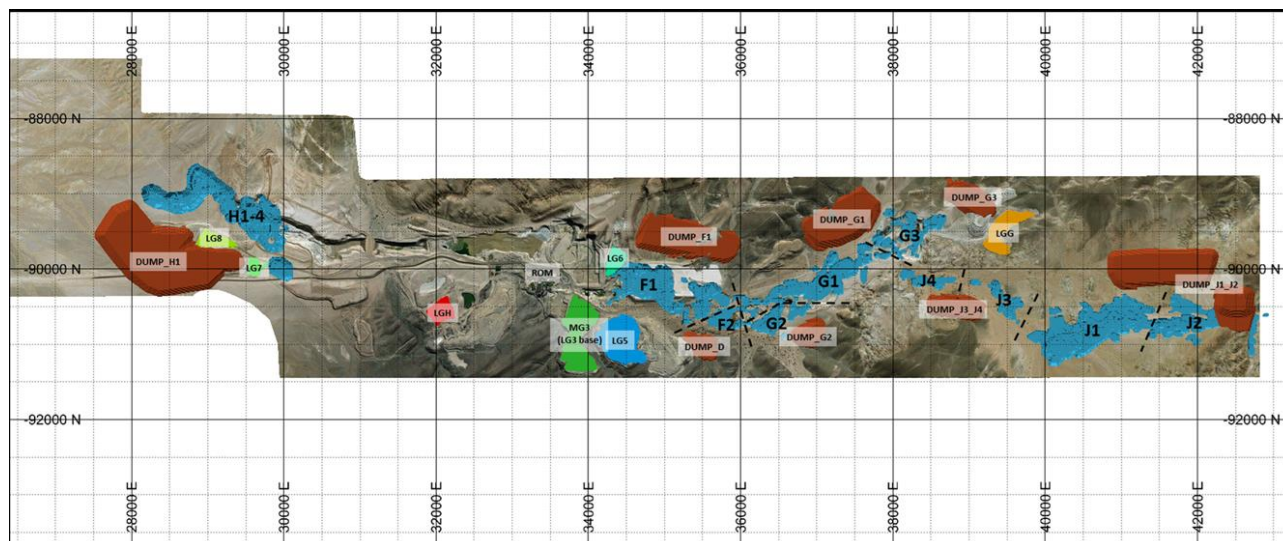 28000 E
30000 E
32000 E
34000 E
36000 E
38000 E
40000 E
42000 E
-88000 N
-88000 N
H1-4
LG8
DUMP_H1
LG7
LG6
DUMP_F1
DUMP_G1
DUMP_G3
G3
LGG
-90000 N
-90000 N
ROM
F1
G1
J4
J3
DUMP_J1_J2
LGH
MG3
(LG3 base)
LG5
F2
G2
DUMP_D
DUMP_G2
DUMP_J3_J4
J1
J2
-92000 N
-92000 N
28000 E
30000 E
32000 E
34000 E
36000 E
38000 E
40000 E
42000 E